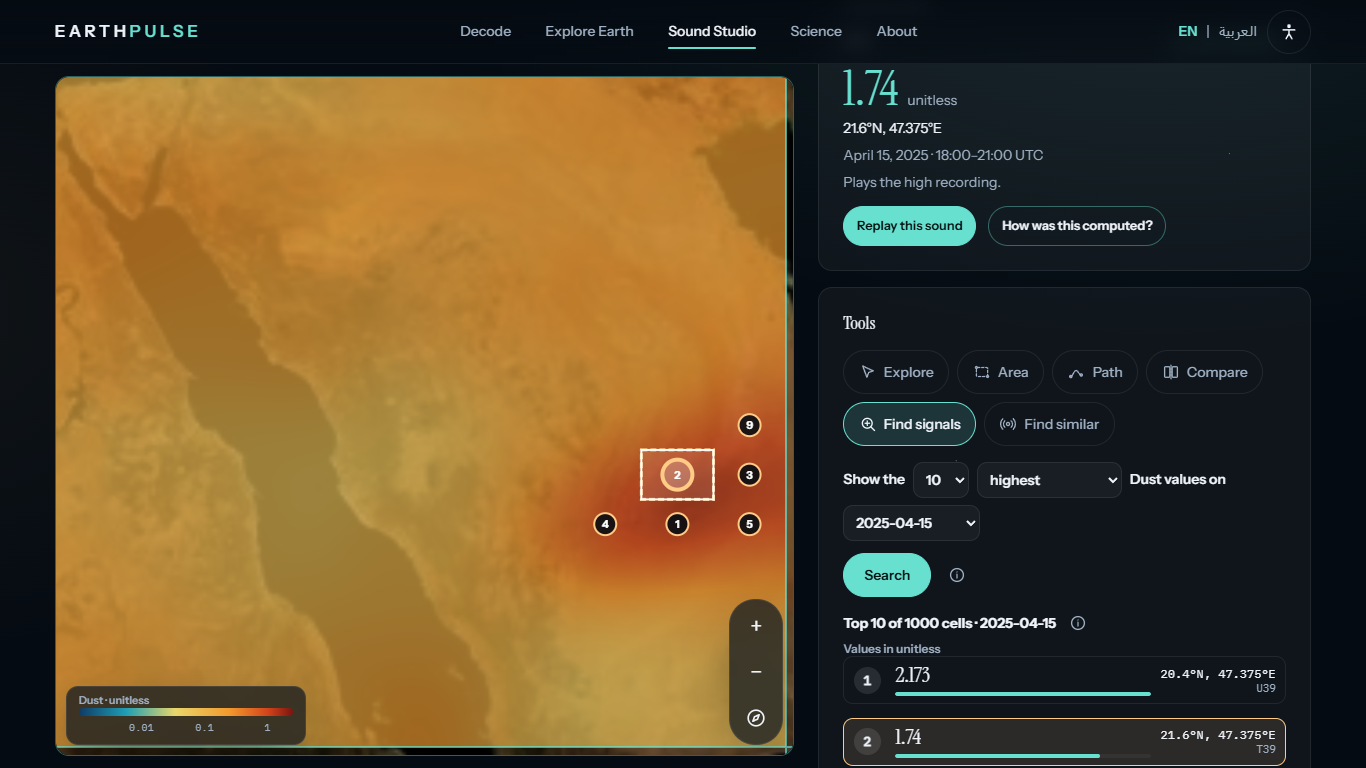 EARTHPULSE
Decode
Explore Earth
Sound Studio
Science
About
EN | العربية
9
2
3
4
1
5
+
−
Dust · unitless
0.01 0.1 1
1.74 unitless
21.6°N, 47.375°E
April 15, 2025 · 18:00–21:00 UTC
Plays the high recording.
Replay this sound
How was this computed?
Tools
Explore
Area
Path
Compare
Find signals
Find similar
Show the 10 highest Dust values on
2025-04-15
Search
Top 10 of 1000 cells · 2025-04-15
Values in unitless
1 2.173 20.4°N, 47.375°E
U39
2 1.74 21.6°N, 47.375°E
T39